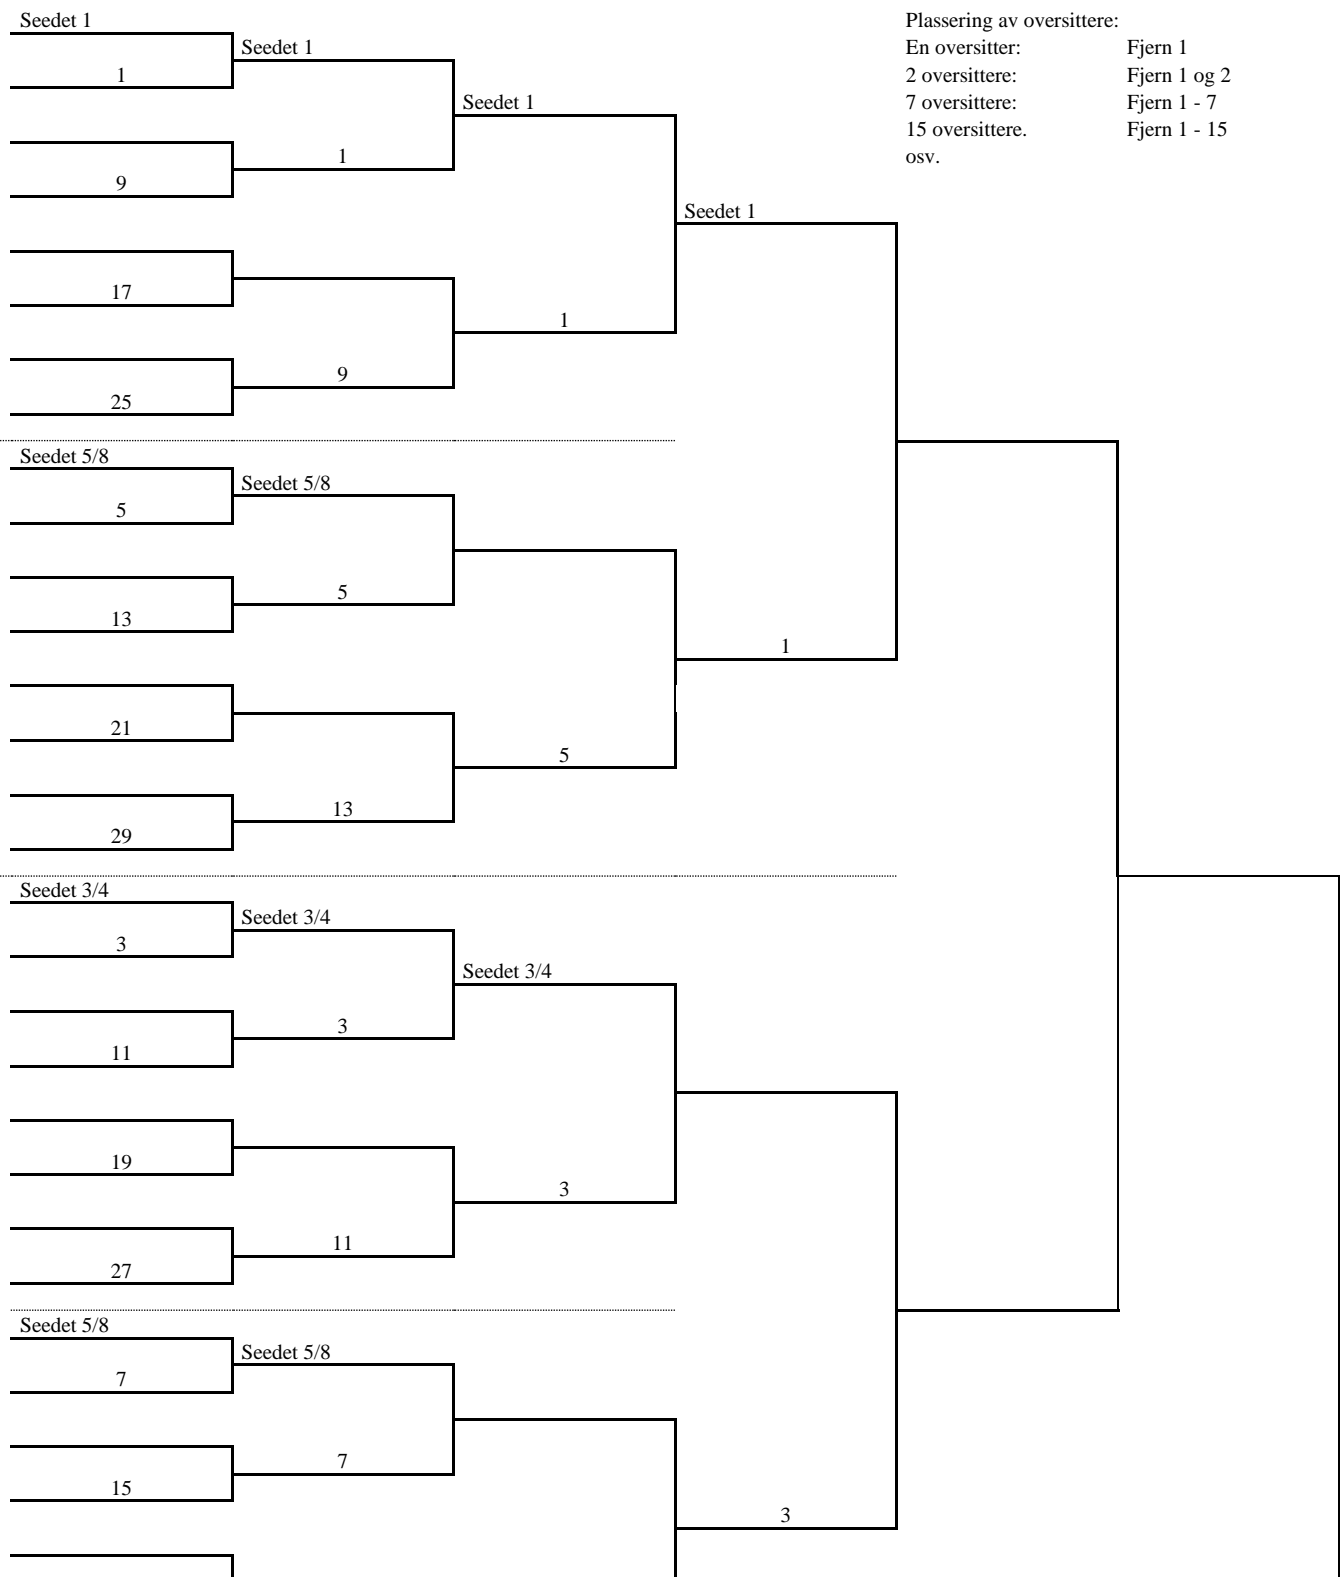 Seedet 1
Plassering av oversittere:
Seedet 1
En oversitter: Fjern 1
1
2 oversittere: Fjern 1 og 2
Seedet 1
7 oversittere: Fjern 1 - 7
15 oversittere. Fjern 1 - 15
1
osv.
9
Seedet 1
17
1
9
25
Seedet 5/8
Seedet 5/8
5
5
13
1
21
5
13
29
Seedet 3/4
Seedet 3/4
3
Seedet 3/4
3
11
19
3
11
27
Seedet 5/8
Seedet 5/8
7
7
15
3